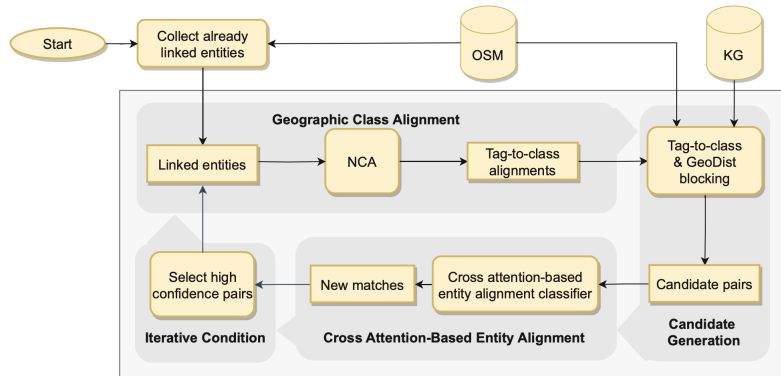 Start
Collect already
linked entities
OSM
KG
Geographic Class Alignment
Linked entities
NCA
Tag-to-class
alignments
Tag-to-class
& GeoDist
blocking
Select high
confidence pairs
New matches
Cross attention-based
entity alignment classifier
Candidate pairs
Iterative Condition
Cross Attention-Based Entity Alignment
Candidate
Generation